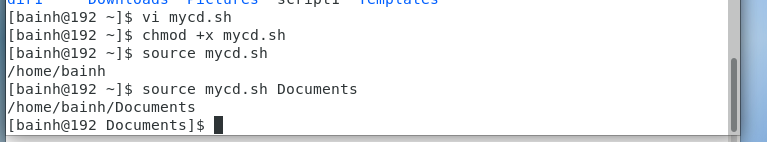 dir1 Downloads Pictures script1 Templates
[bainh@192 ~]$ vi mycd.sh
[bainh@192 ~]$ chmod +x mycd.sh
[bainh@192 ~]$ source mycd.sh
/home/bainh
[bainh@192 ~]$ source mycd.sh Documents
/home/bainh/Documents
[bainh@192 Documents]$